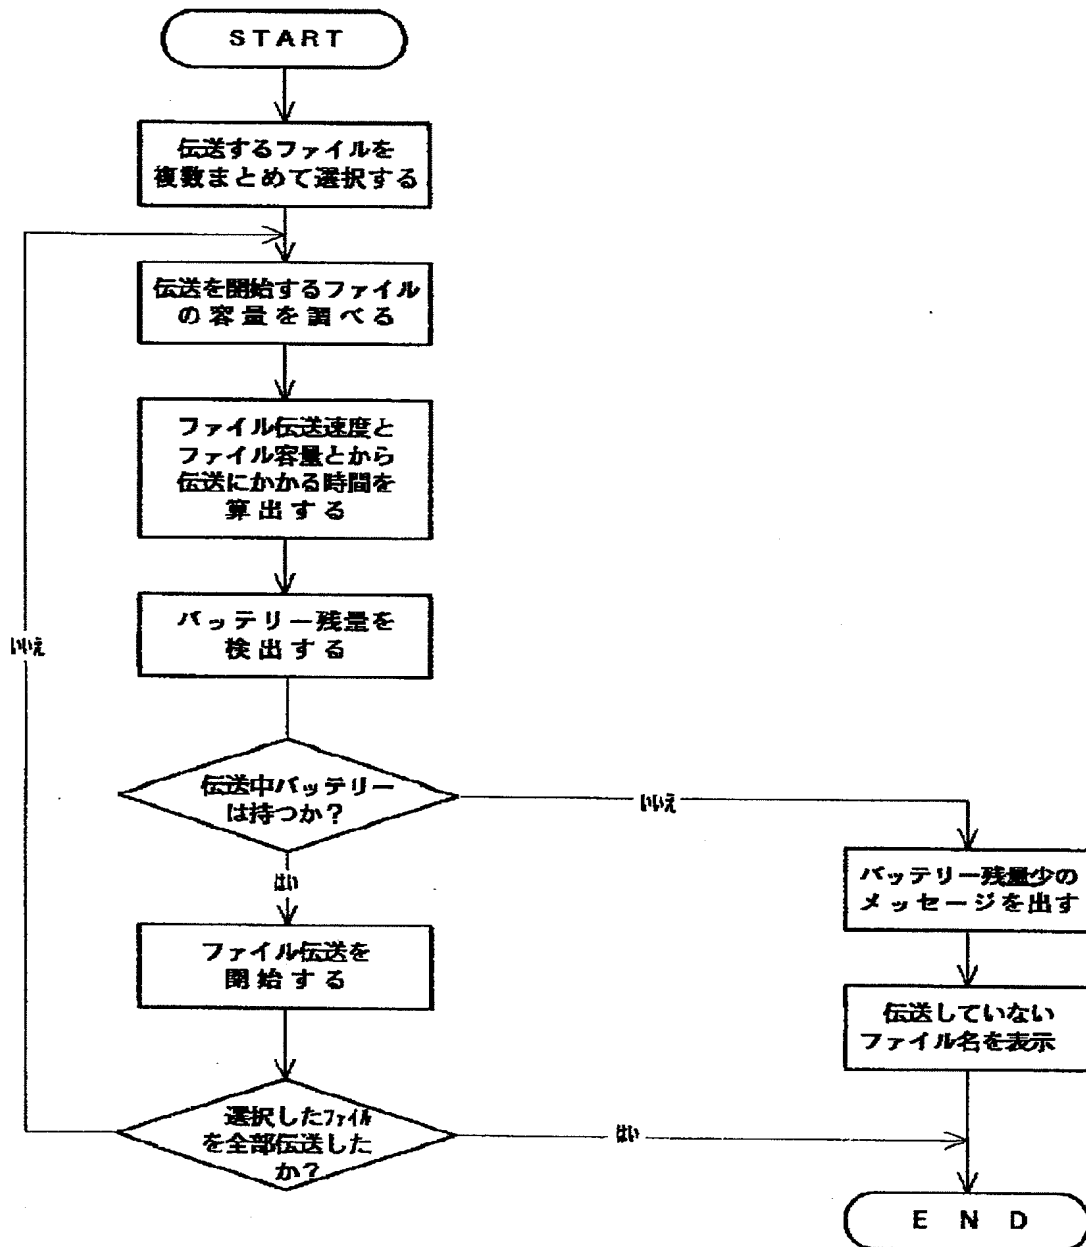 START
伝送するファイルを
複数まとめて選択する
伝送を開始するファイル
の容量を調べる
ファイル伝送速度と
ファイル容量とから
伝送にかかる時間を
算出する
バッテリー残量を
検出する
いいえ
伝送中バッテリー
は持つか？
いいえ
はい
バッテリー残量少の
メッセージを出す
ファイル伝送を
開始する
伝送していない
ファイル名を表示
選択したファイル
を全部伝送した
か？
はい
END